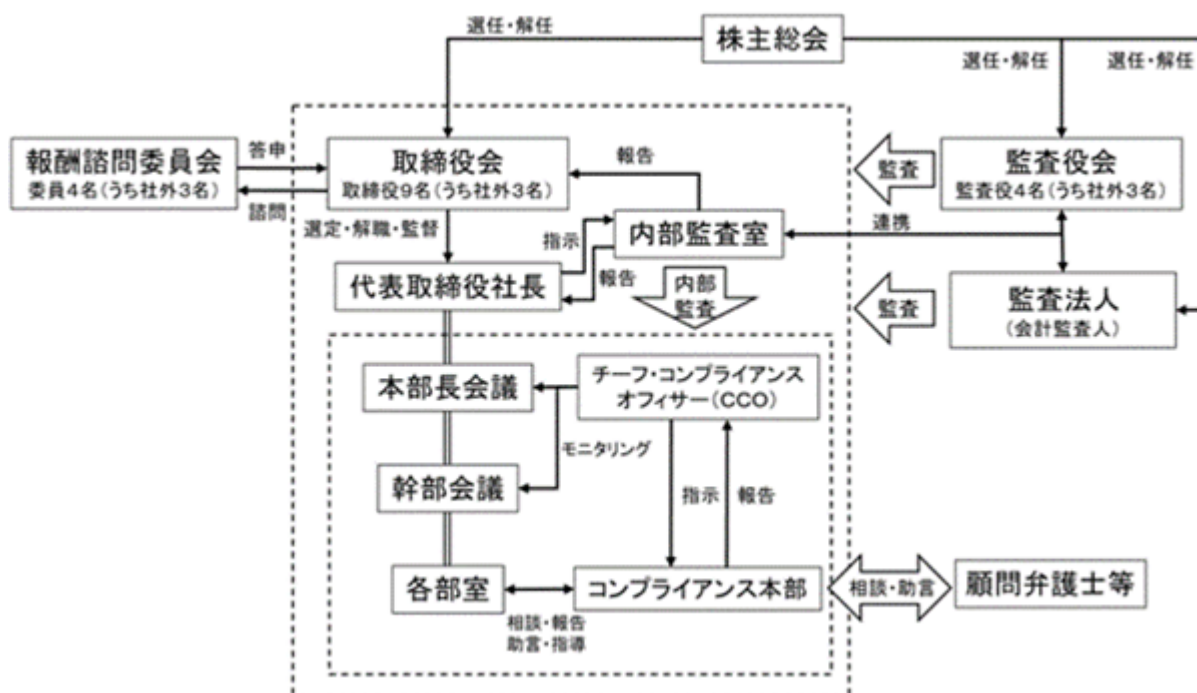 株主総会
選任・解任
選任・解任
選任・解任
報酬諮問委員会
委員4名(うち社外3名)
答申
諮問
取締役会
取締役9名(うち社外3名)
報告
監査
監査役会
監査役4名(うち社外3名)
選定・解職・監督
指示
内部監査室
連携
代表取締役社長
報告
内部
監査
監査
監査法人
(会計監査人)
本部長会議
チーフ・コンプライアンス
オフィサー(CCO)
モニタリング
幹部会議
指示
報告
各部室
コンプライアンス本部
相談・助言
顧問弁護士等
相談・報告
助言・指導